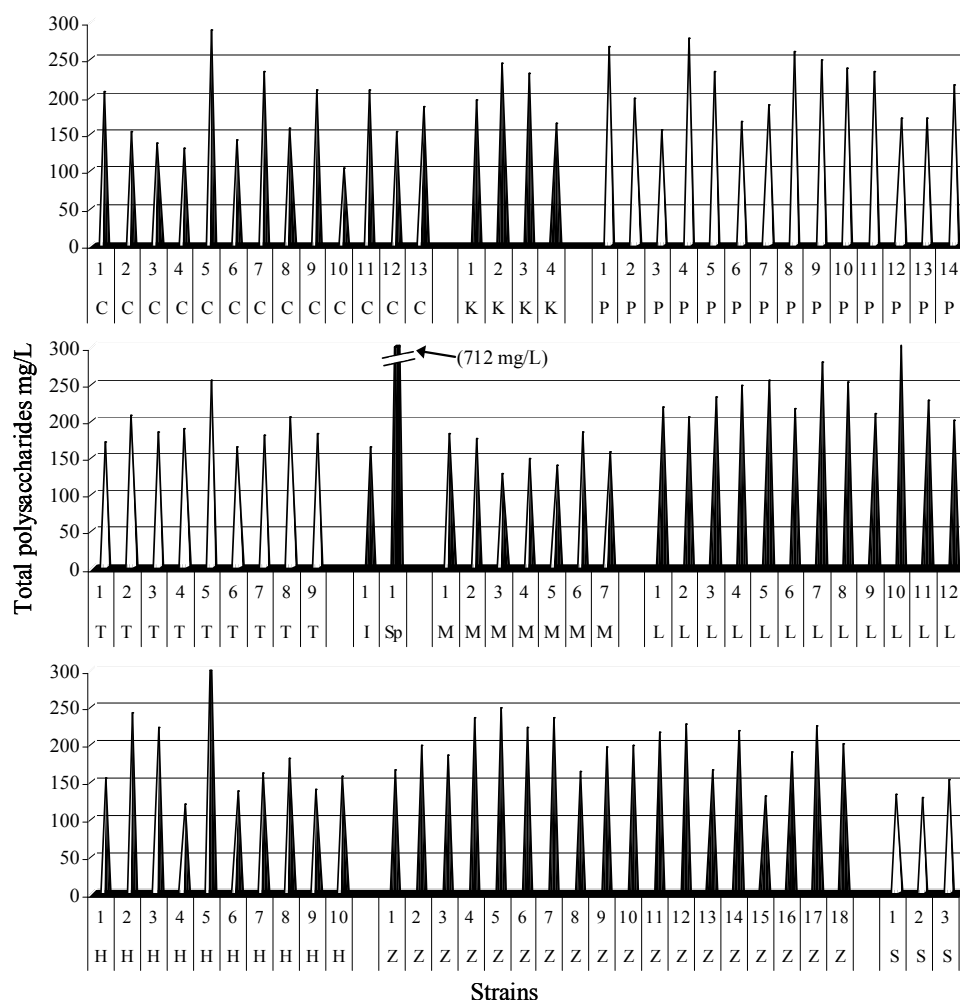 300
250
200
150
100
50
0
1 2 3 4 5 6 7 8 9 10 11 12 13 1 2 3 4 1 2 3 4 5 6 7 8 9 10 11 12 13 14
C C C C C C C C C C C C C K K K K P P P P P P P P P P P P P P
Total polysaccharides mg/L
300
250
200
150
100
50
0
(712 mg/L)
1 2 3 4 5 6 7 8 9 1 1 1 2 3 4 5 6 7 1 2 3 4 5 6 7 8 9 10 11 12
T T T T T T T T T I Sp M M M M M M M L L L L L L L L L L L L
300
250
200
150
100
50
0
1 2 3 4 5 6 7 8 9 10 1 2 3 4 5 6 7 8 9 10 11 12 13 14 15 16 17 18 1 2 3
H H H H H H H H H H Z Z Z Z Z Z Z Z Z Z Z Z Z Z Z Z Z Z S S S
Strains